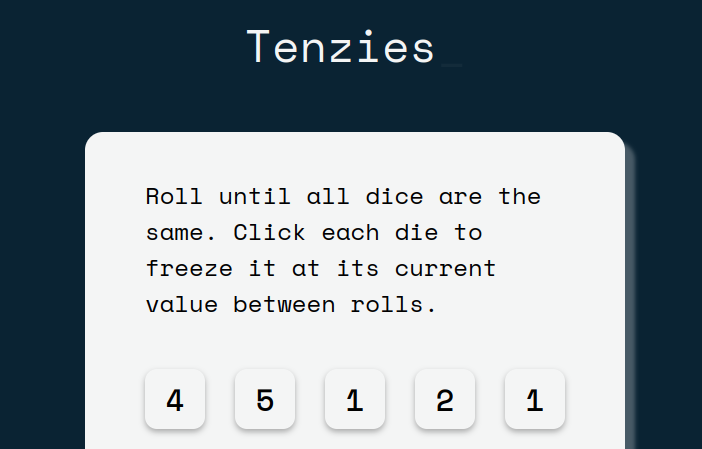 Tenzies_
Roll until all dice are the
same. Click each die to
freeze it at its current
value between rolls.
4 5 1 2 1